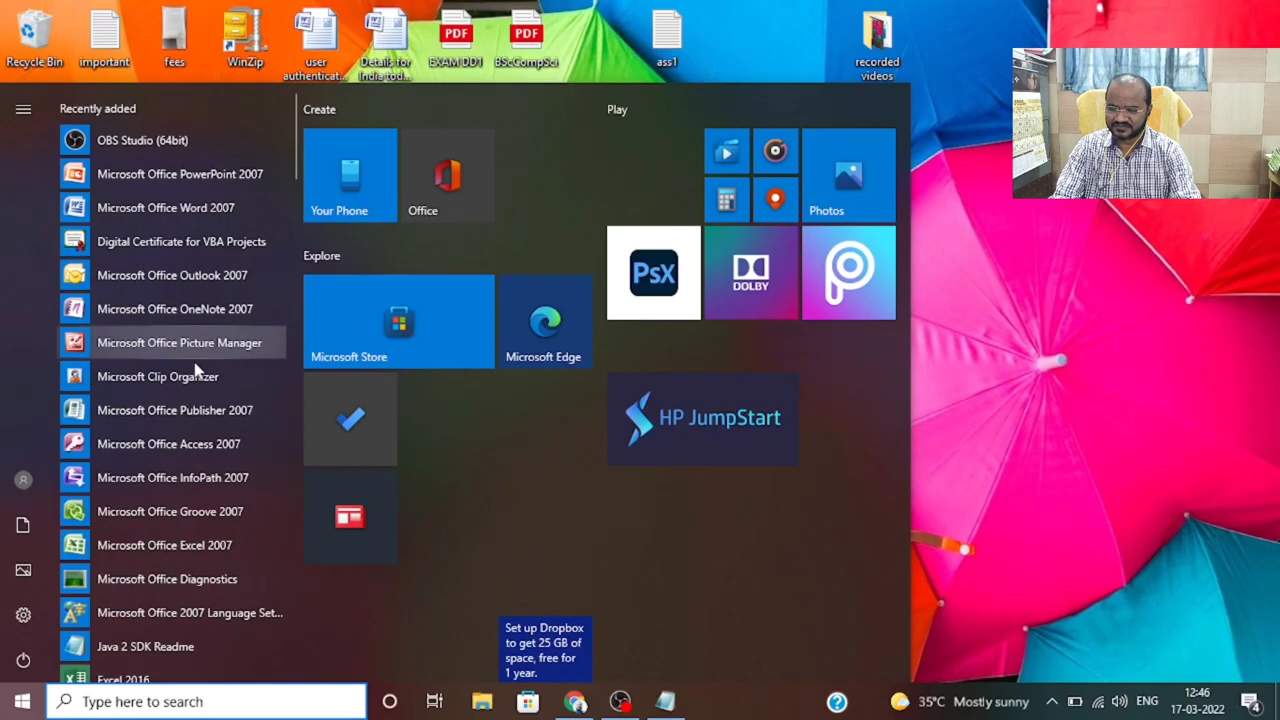 Recycle Bin
important
fees
WinZip
user
authenticat...
Details for
India tod...
PDF
EXAM DD1
PDF
BScCompSci
ass1
recorded
videos
Recently added
OBS Studio (64bit)
Microsoft Office PowerPoint 2007
Microsoft Office Word 2007
Digital Certificate for VBA Projects
Microsoft Office Outlook 2007
Microsoft Office OneNote 2007
Microsoft Office Picture Manager
Microsoft Clip Organizer
Microsoft Office Publisher 2007
Microsoft Office Access 2007
Microsoft Office InfoPath 2007
Microsoft Office Groove 2007
Microsoft Office Excel 2007
Microsoft Office Diagnostics
Microsoft Office 2007 Language Set...
Java 2 SDK Readme
Excel 2016
Create
Your Phone
Office
Explore
Microsoft Store
Microsoft Edge
Set up Dropbox
to get 25 GB of
space, free for
1 year.
Play
Photos
PsX
DOLBY
HP JumpStart
Type here to search
35°C Mostly sunny
ENG
12:46
17-03-2022
4